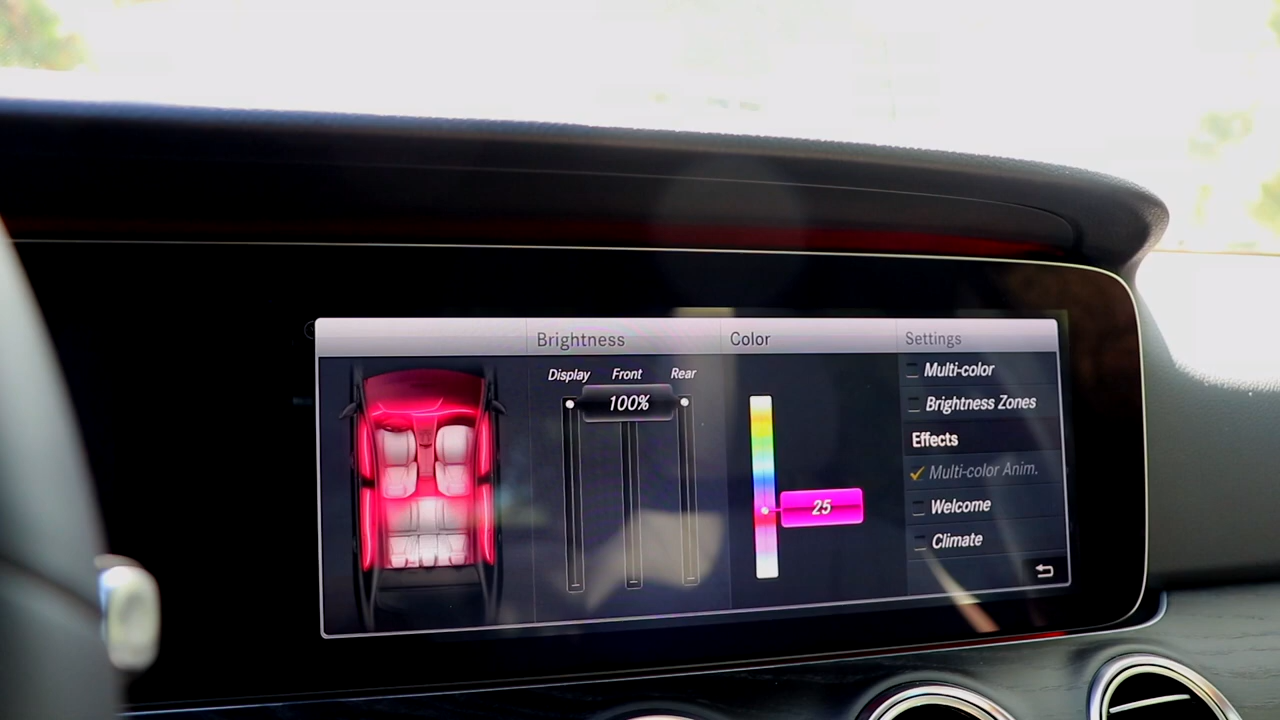 Brightness
Color
Settings
Display Front Rear
100%
25
Multi-color
Brightness Zones
Effects
Multi-color Anim.
Welcome
Climate